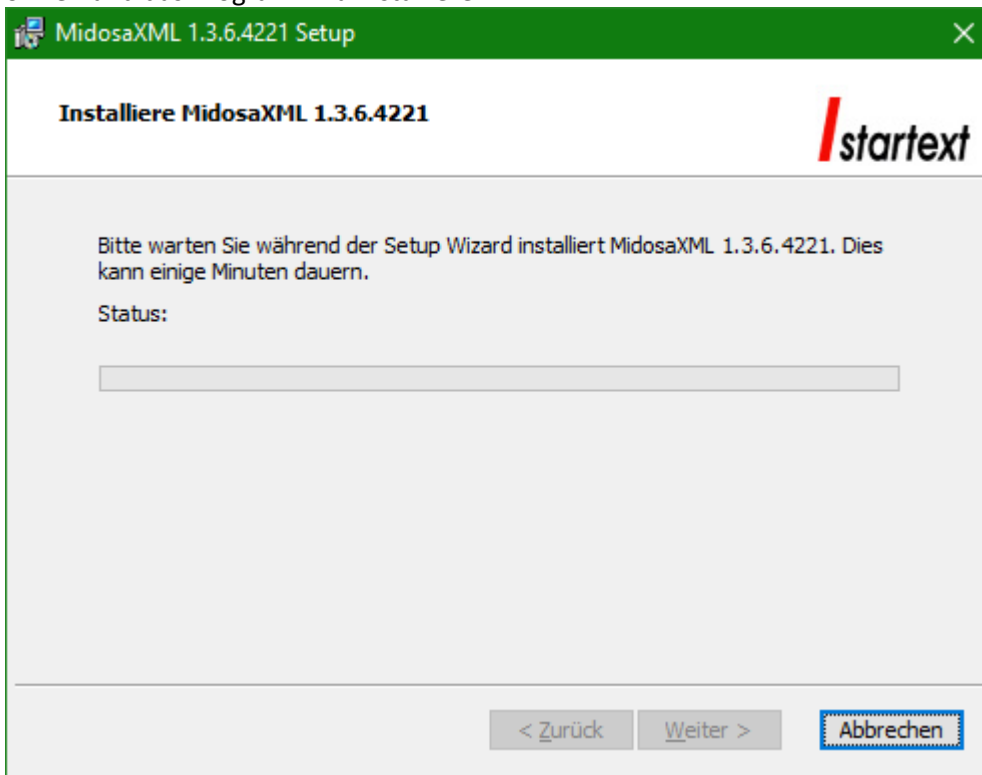 MidosaXML 1.3.6.4221 Setup
Installiere MidosaXML 1.3.6.4221
startext
Bitte warten Sie während der Setup Wizard installiert MidosaXML 1.3.6.4221. Dies
kann einige Minuten dauern.
Status:
< Zurück Weiter > Abbrechen